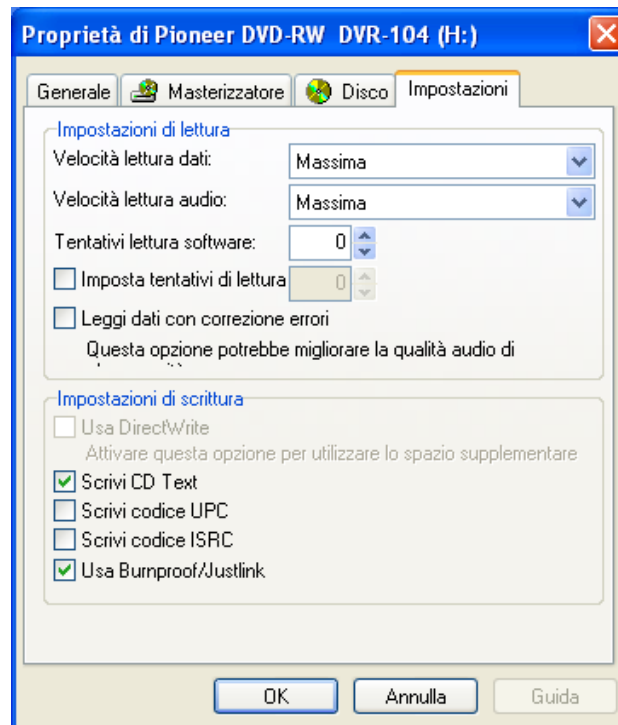 Proprietà di Pioneer DVD-RW DVR-104 (H:)
Generale Masterizzatore Disco Impostazioni
Impostazioni di lettura
Velocità lettura dati: Massima
Velocità lettura audio: Massima
Tentativi lettura software: 0
Imposta tentativi di lettura 0
Leggi dati con correzione errori
Questa opzione potrebbe migliorare la qualità audio di
Impostazioni di scrittura
Usa DirectWrite
Attivare questa opzione per utilizzare lo spazio supplementare
Scrivi CD Text
Scrivi codice UPC
Scrivi codice ISRC
Usa Burnproof/Justlink
OK Annulla Guida